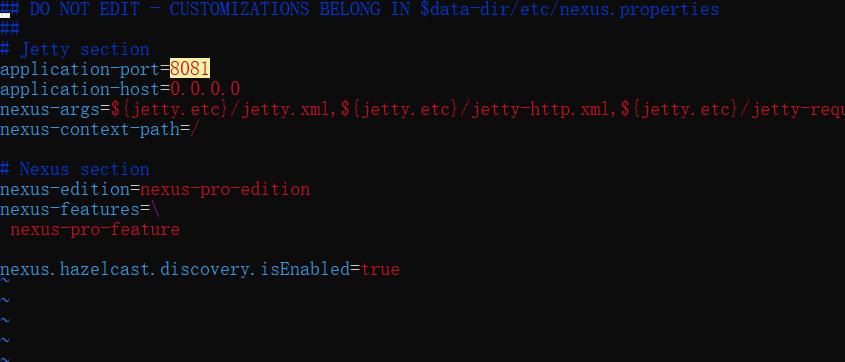 ## DO NOT EDIT - CUSTOMIZATIONS BELONG IN $data-dir/etc/nexus.properties
##
# Jetty section
application-port=8081
application-host=0.0.0.0
nexus-args=${jetty.etc}/jetty.xml,${jetty.etc}/jetty-http.xml,${jetty.etc}/jetty-requ
nexus-context-path=/
# Nexus section
nexus-edition=nexus-pro-edition
nexus-features=\
nexus-pro-feature
nexus.hazelcast.discovery.isEnabled=true
~
~
~
~
~